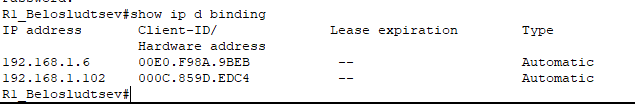 R1_Belosludtsev#show ip d binding
IP address Client-ID/ Lease expiration Type
Hardware address
192.168.1.6 00E0.F98A.9BEB -- Automatic
192.168.1.102 000C.859D.EDC4 -- Automatic
R1_Belosludtsev#